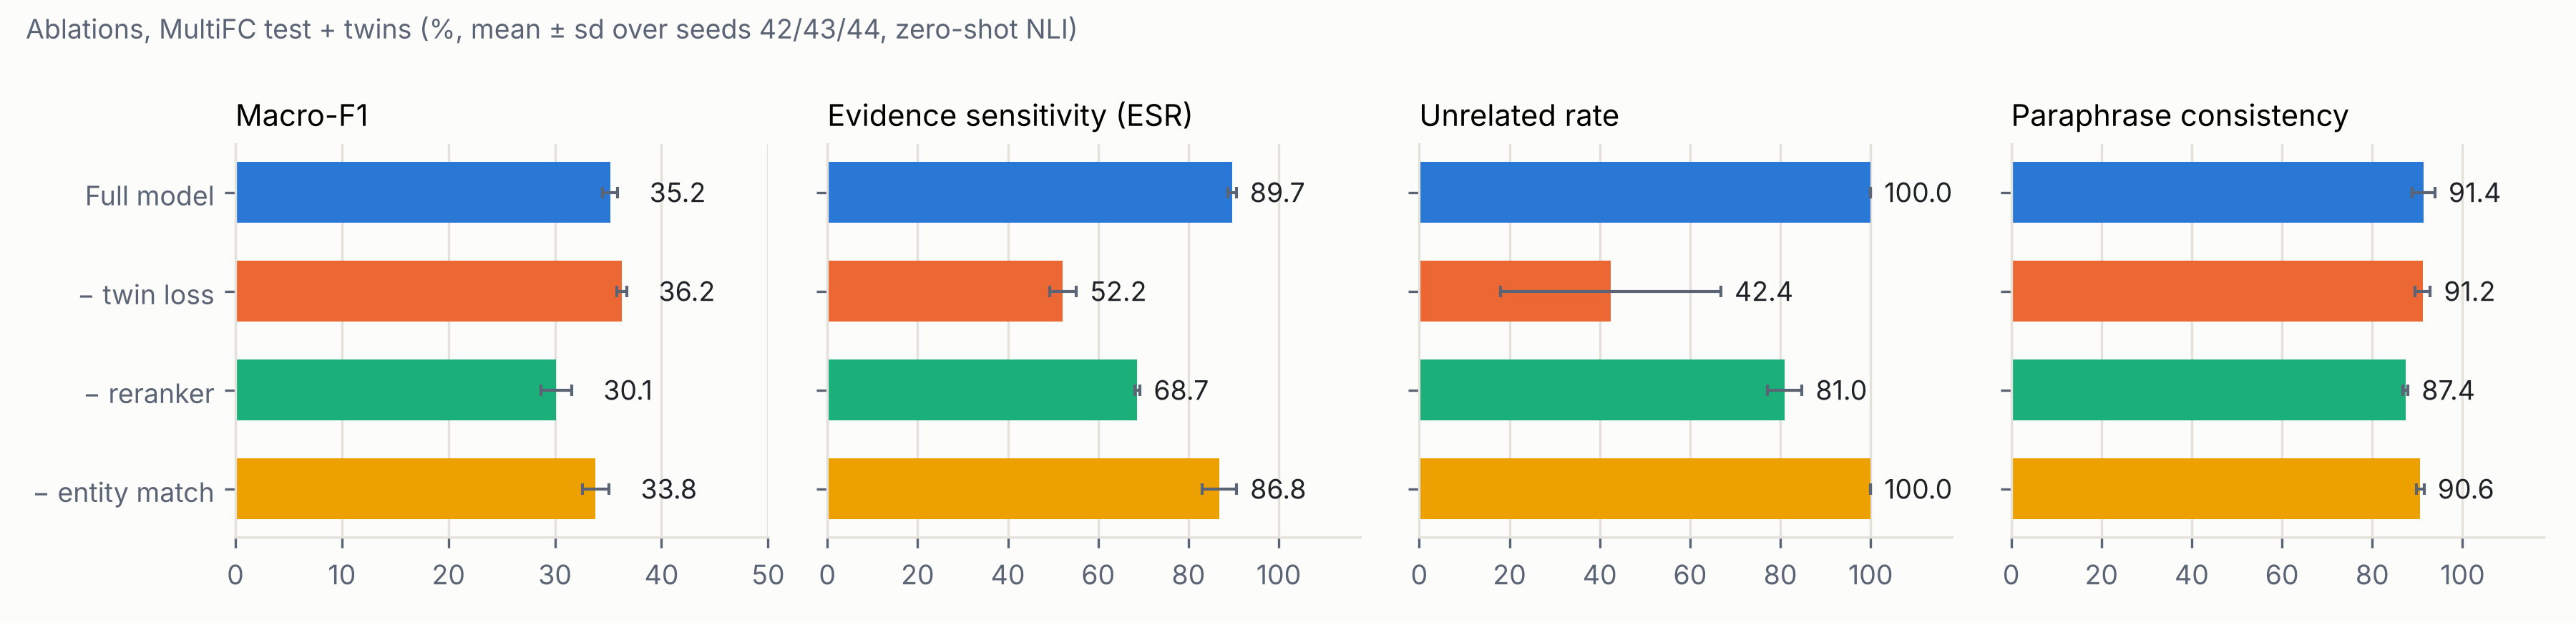 Ablations, MultiFC test + twins (%, mean ± sd over seeds 42/43/44, zero-shot NLI)
Macro-F1
Evidence sensitivity (ESR)
Unrelated rate
Paraphrase consistency
Full model 35.2 89.7 100.0 91.4
– twin loss 36.2 52.2 42.4 91.2
– reranker 30.1 68.7 81.0 87.4
– entity match 33.8 86.8 100.0 90.6
0 10 20 30 40 50
0 20 40 60 80 100
0 20 40 60 80 100
0 20 40 60 80 100